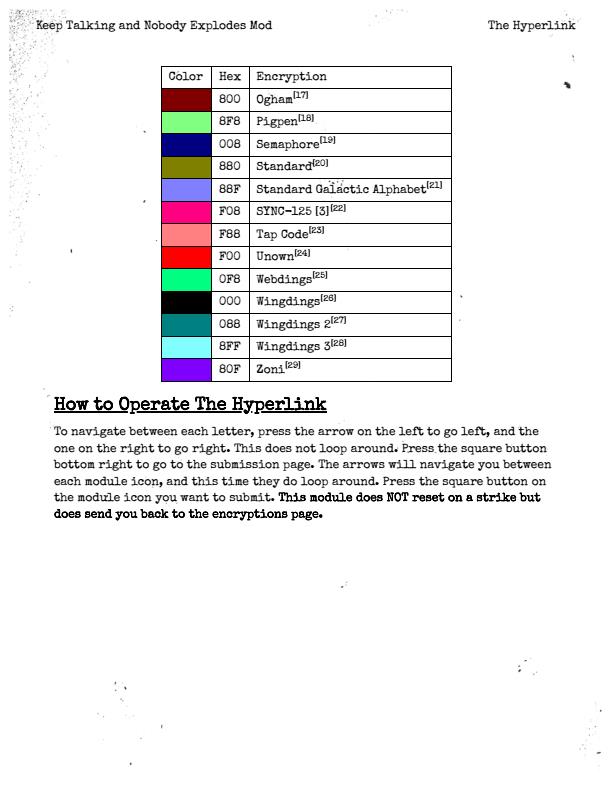 Keep Talking and Nobody Explodes Mod The Hyperlink
Color Hex Encryption
800 Ogham[17]
8F8 Pigpen[18]
008 Semaphore[19]
880 Standard[20]
88F Standard Galactic Alphabet[21]
F08 SYNC-125 [3][22]
F88 Tap Code[23]
F00 Unown[24]
0F8 Webdings[25]
000 Wingdings[26]
088 Wingdings 2[27]
8FF Wingdings 3[28]
80F Zoni[29]
How to Operate The Hyperlink
To navigate between each letter, press the arrow on the left to go left, and the
one on the right to go right. This does not loop around. Press the square button
bottom right to go to the submission page. The arrows will navigate you between
each module icon, and this time they do loop around. Press the square button on
the module icon you want to submit. This module does NOT reset on a strike but
does send you back to the encryptions page.